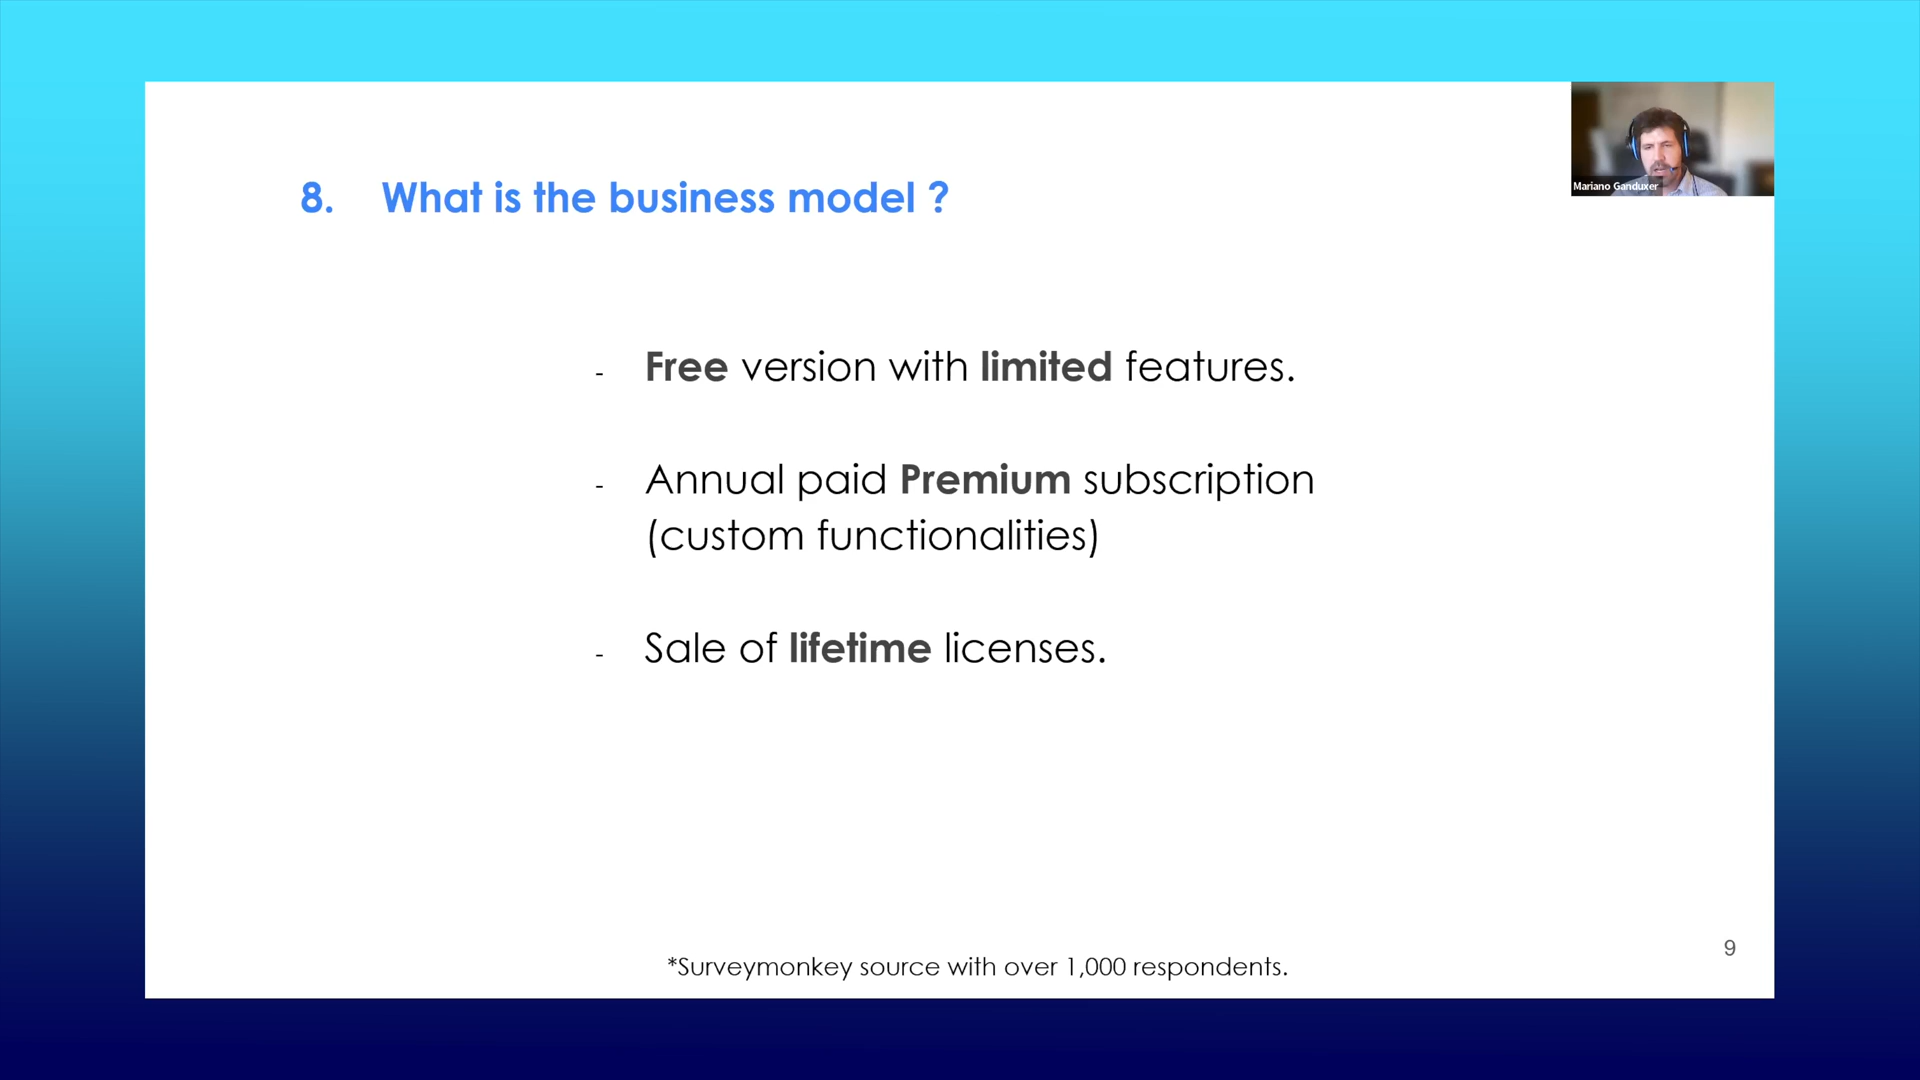 Mariano Ganduxer
8. What is the business model ?
- Free version with limited features.
- Annual paid Premium subscription
(custom functionalities)
- Sale of lifetime licenses.
9
*Surveymonkey source with over 1,000 respondents.